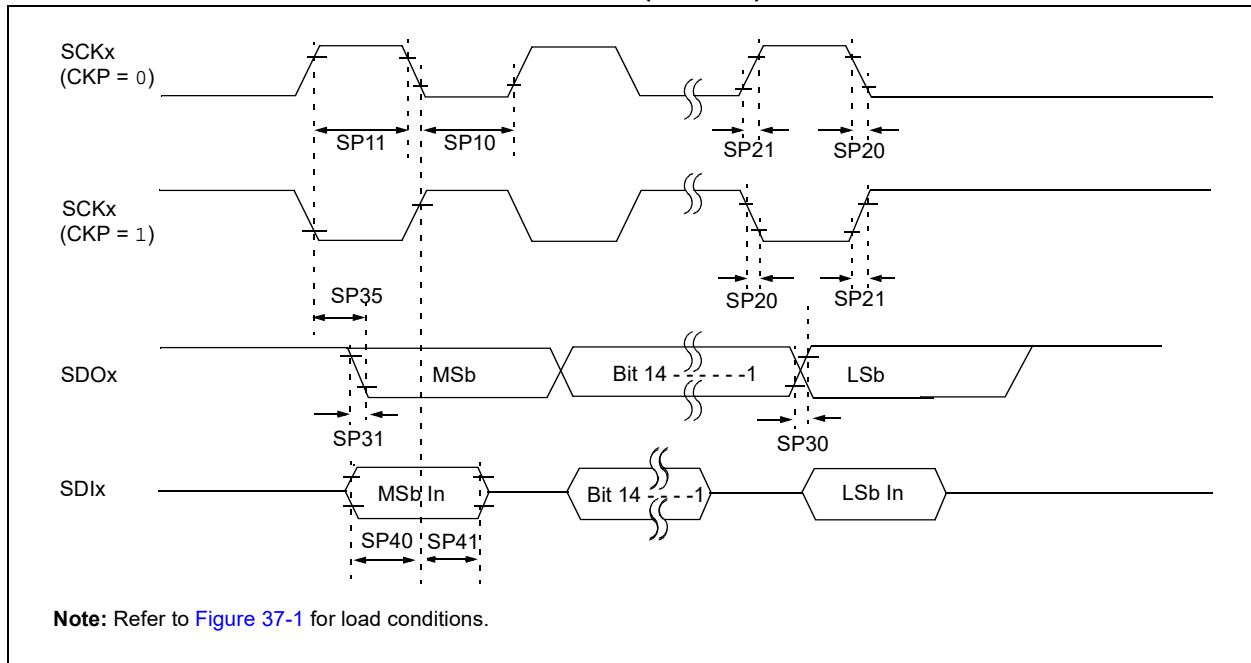 SCKx
(CKP = 0)
SP11
SP10
SP21
SP20
SCKx
(CKP = 1)
SP35
SP20
SP21
SDOx
MSb
Bit 14 - - - - - -1
LSb
SP31
SP30
SDIx
MSb In
Bit 14 - - - - -1
LSb In
SP40
SP41
Note: Refer to Figure 37-1 for load conditions.